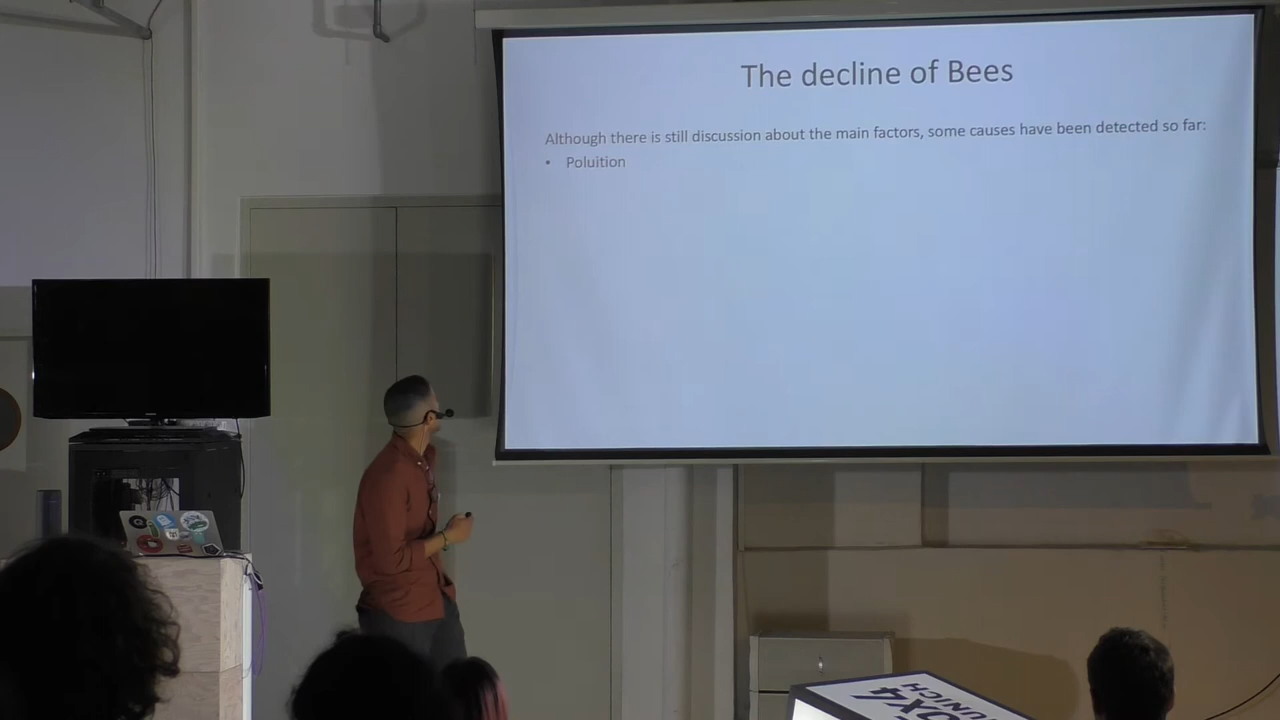 The decline of Bees
Although there is still discussion about the main factors, some causes have been detected so far:
• Poluition